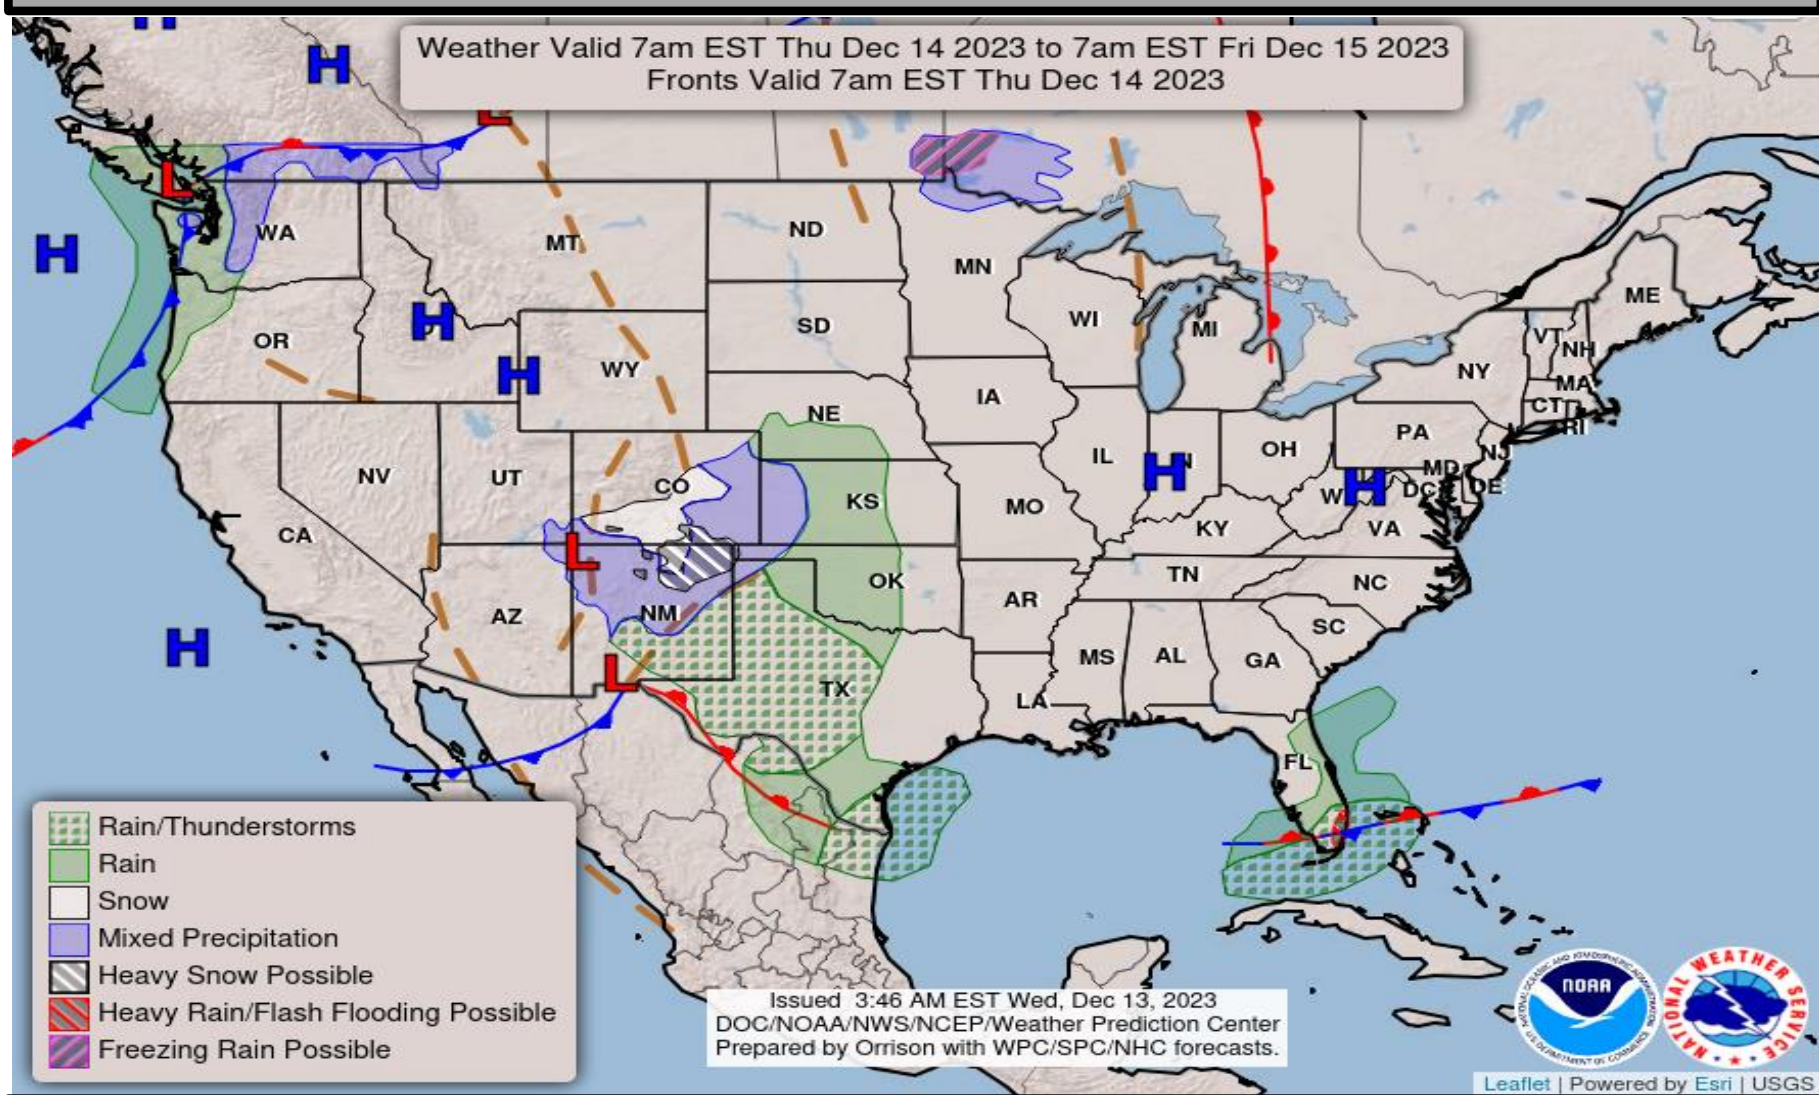 Weather Valid 7am EST Thu Dec 14 2023 to 7am EST Fri Dec 15 2023
Fronts Valid 7am EST Thu Dec 14 2023
H
H
L
L
H
WA
MT
ND
MN
ME
H
OR
SD
WI
MI
VT
NH
H
WY
NY
MA
IA
CT
NE
PA
RI
NV
UT
CO
KS
IL
H
OH
NJ
MD
H
DC
DE
MO
CA
KY
VA
L
OK
TN
NC
AZ
NM
AR
SC
H
MS
AL
GA
L
TX
LA
FL
Rain/Thunderstorms
Rain
Snow
Mixed Precipitation
Heavy Snow Possible
Heavy Rain/Flash Flooding Possible
Freezing Rain Possible
Issued 3:46 AM EST Wed, Dec 13, 2023
DOC/NOAA/NWS/NCEP/Weather Prediction Center
Prepared by Orrison with WPC/SPC/NHC forecasts.
NOAA
NATIONAL WEATHER SERVICE
Leaflet | Powered by Esri | USGS